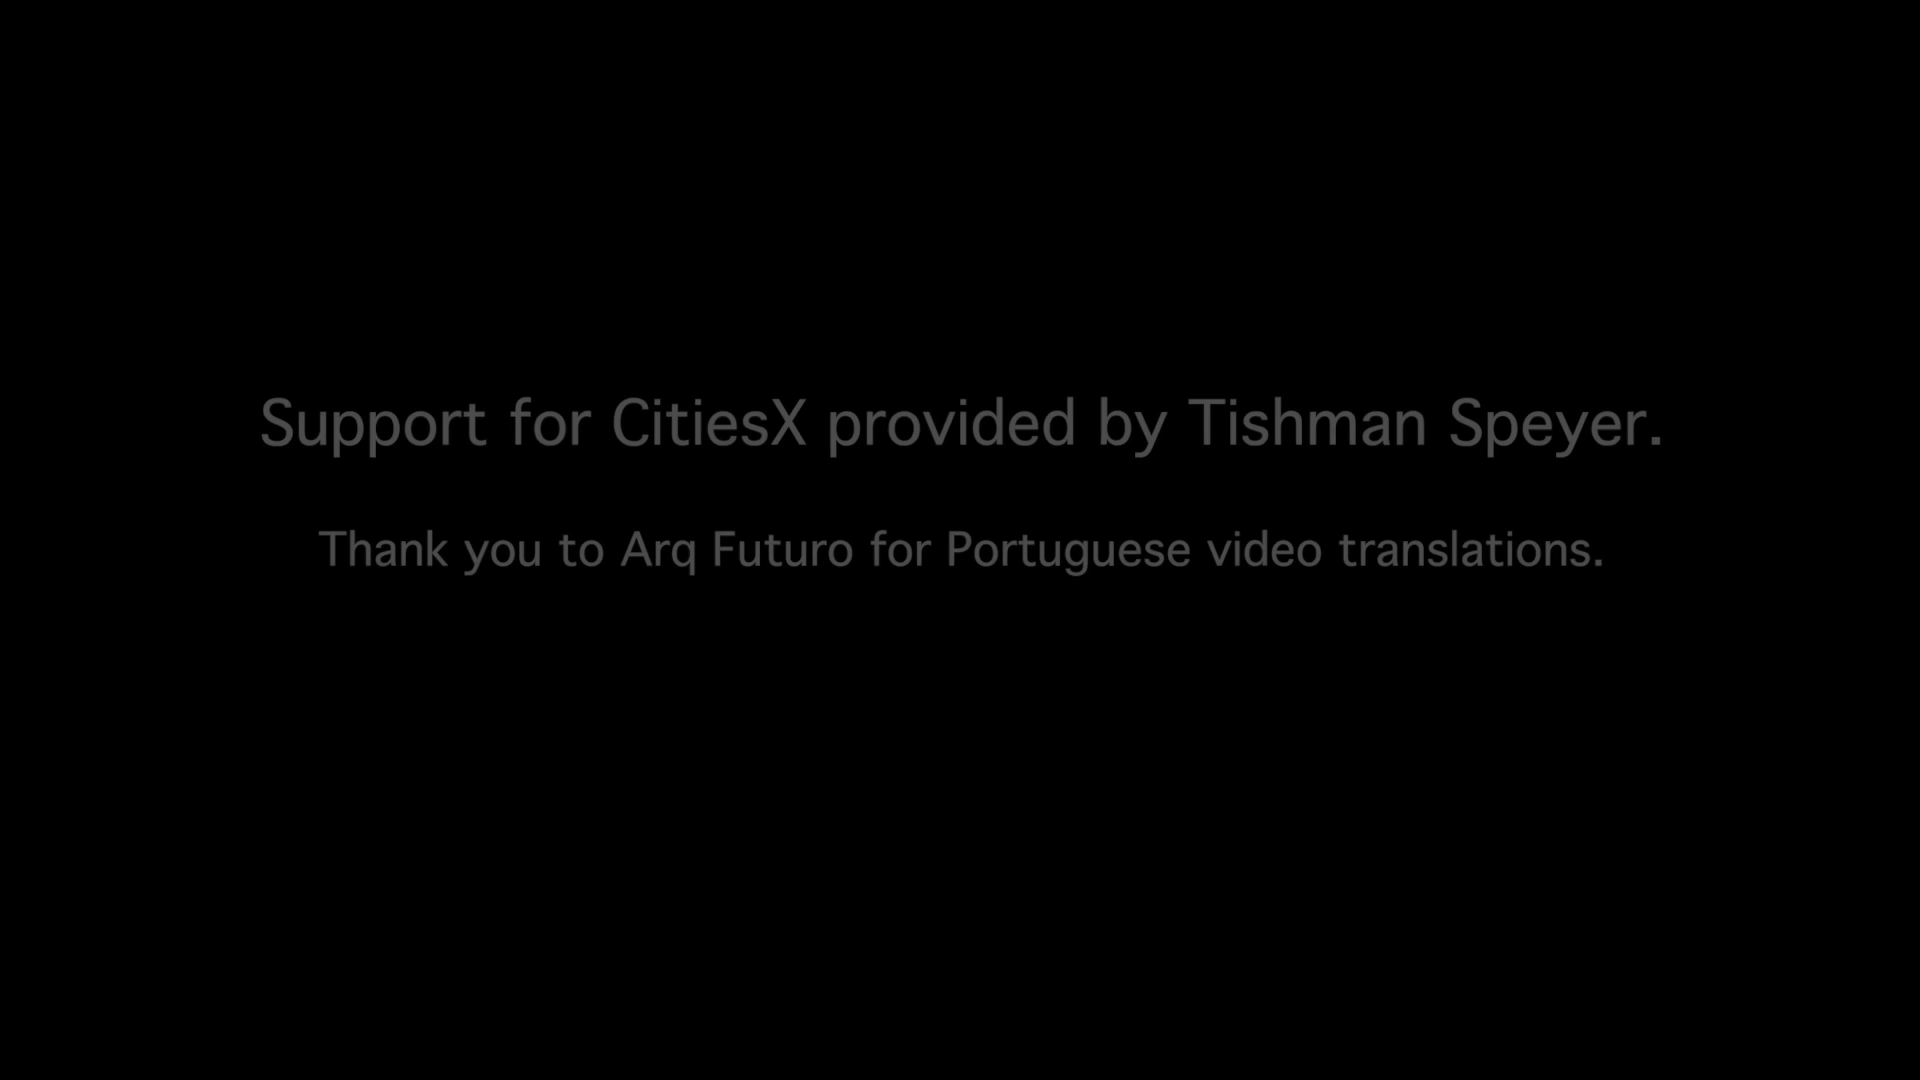 Support for CitiesX provided by Tishman Speyer.
Thank you to Arq Futuro for Portuguese video translations.